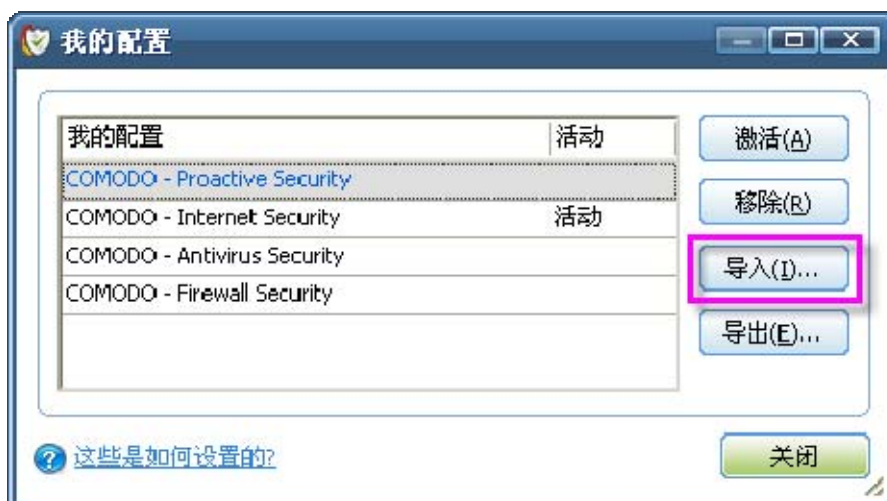 我的配置
我的配置 活动 激活(A)
COMODO - Proactive Security
移除(R)
COMODO - Internet Security 活动
COMODO - Antivirus Security
导入(I)...
COMODO - Firewall Security
导出(E)...
这些是如何设置的?
关闭